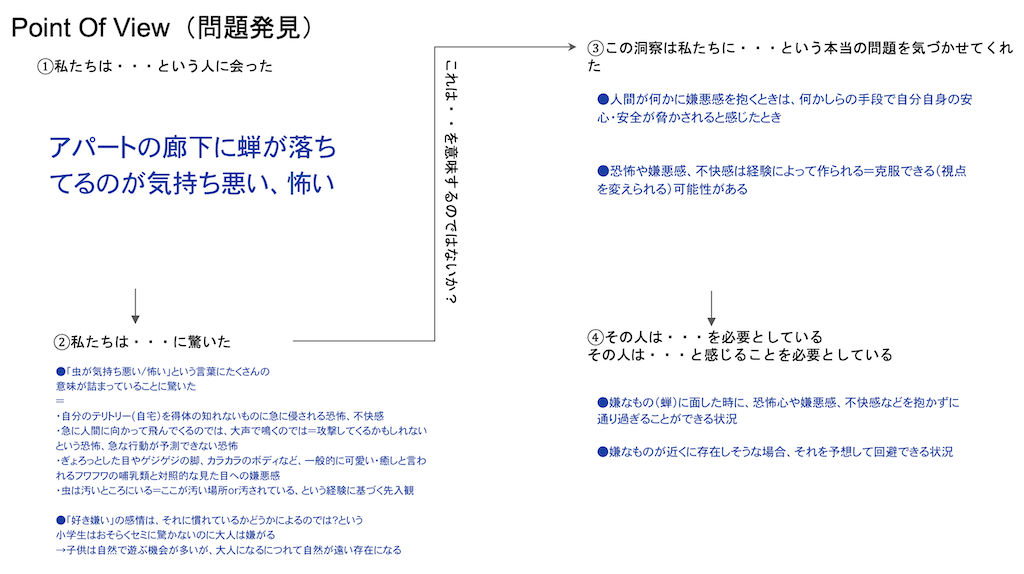 Point Of View（問題発見）
①私たちは・・・という人に会った
アパートの廊下に蝉が落ち
てるのが気持ち悪い、怖い
②私たちは・・・に驚いた
●「虫が気持ち悪い/怖い」という言葉にたくさんの
意味が詰まっていることに驚いた
＝
・自分のテリトリー(自宅)を得体の知れないものに急に侵される恐怖、不快感
・急に人間に向かって飛んでくるのでは、大声で鳴くのでは＝攻撃してくるかもしれない
という恐怖、急な行動が予測できない恐怖
・ぎょろっとした目やゲジゲジの脚、カラカラのボディなど、一般的に可愛い・癒しと言わ
れるフワフワの哺乳類と対照的な見た目への嫌悪感
・虫は汚いところにいる＝ここが汚い場所or汚されている、という経験に基づく先入観
●「好き嫌い」の感情は、それに慣れているかどうかによるのでは?という
小学生はおそらくセミに驚かないのに大人は嫌がる
→子供は自然で遊ぶ機会が多いが、大人になるにつれて自然が遠い存在になる
これは・・を意味するのではないか？
③この洞察は私たちに・・・という本当の問題を気づかせてくれ
た
●人間が何かに嫌悪感を抱くときは、何かしらの手段で自分自身の安
心・安全が脅かされると感じたとき
●恐怖や嫌悪感、不快感は経験によって作られる＝克服できる（視点
を変えられる）可能性がある
④その人は・・・を必要としている
その人は・・・と感じることを必要としている
●嫌なもの（蝉）に面した時に、恐怖心や嫌悪感、不快感などを抱かずに
通り過ぎることができる状況
●嫌なものが近くに存在しそうな場合、それを予想して回避できる状況